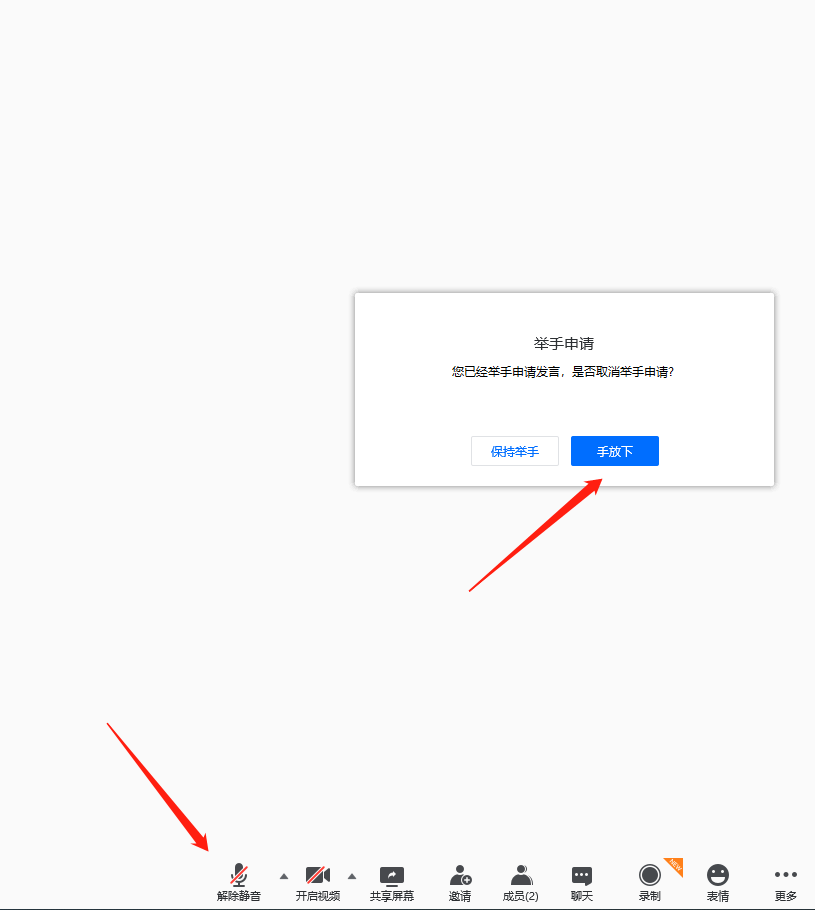 举手申请
您已经举手申请发言，是否取消举手申请？
保持举手
手放下
NEW
解除静音
开启视频
共享屏幕
邀请
成员(2)
聊天
录制
表情
更多